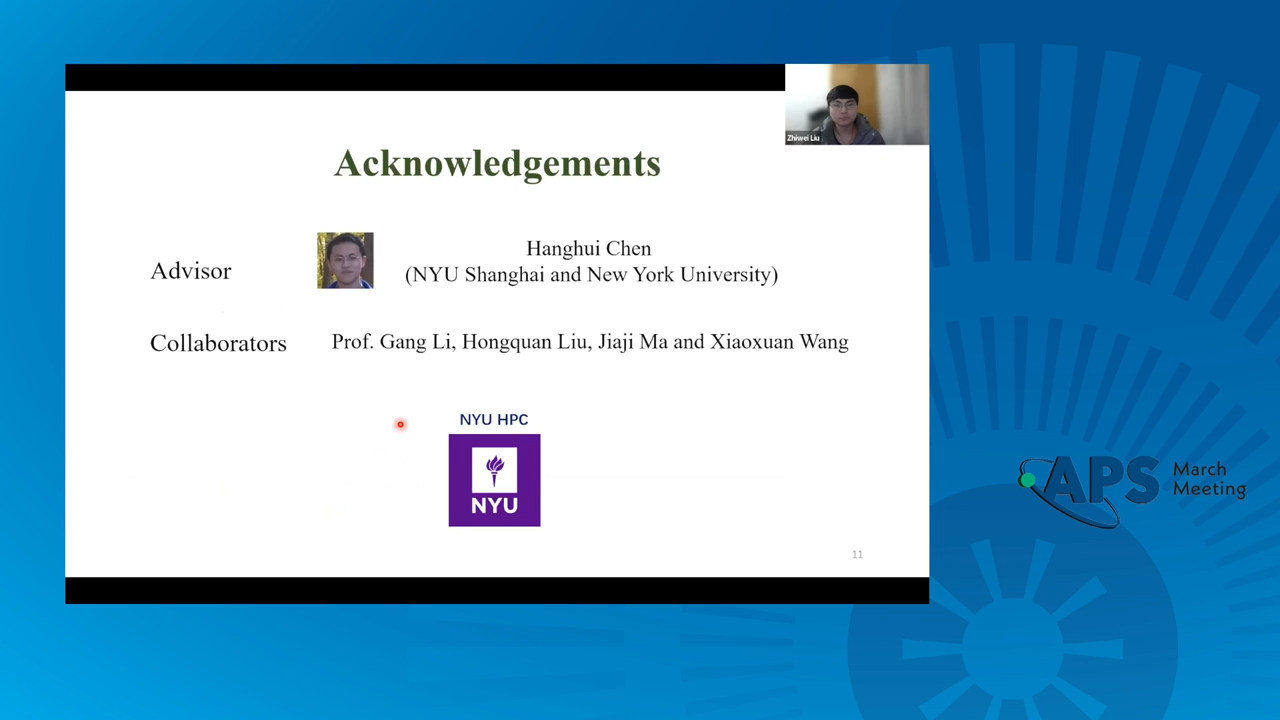 Zhiwei Liu
Acknowledgements
Advisor
Hanghui Chen
(NYU Shanghai and New York University)
Collaborators
Prof. Gang Li, Hongquan Liu, Jiaji Ma and Xiaoxuan Wang
NYU HPC
NYU
11
APS
March
Meeting